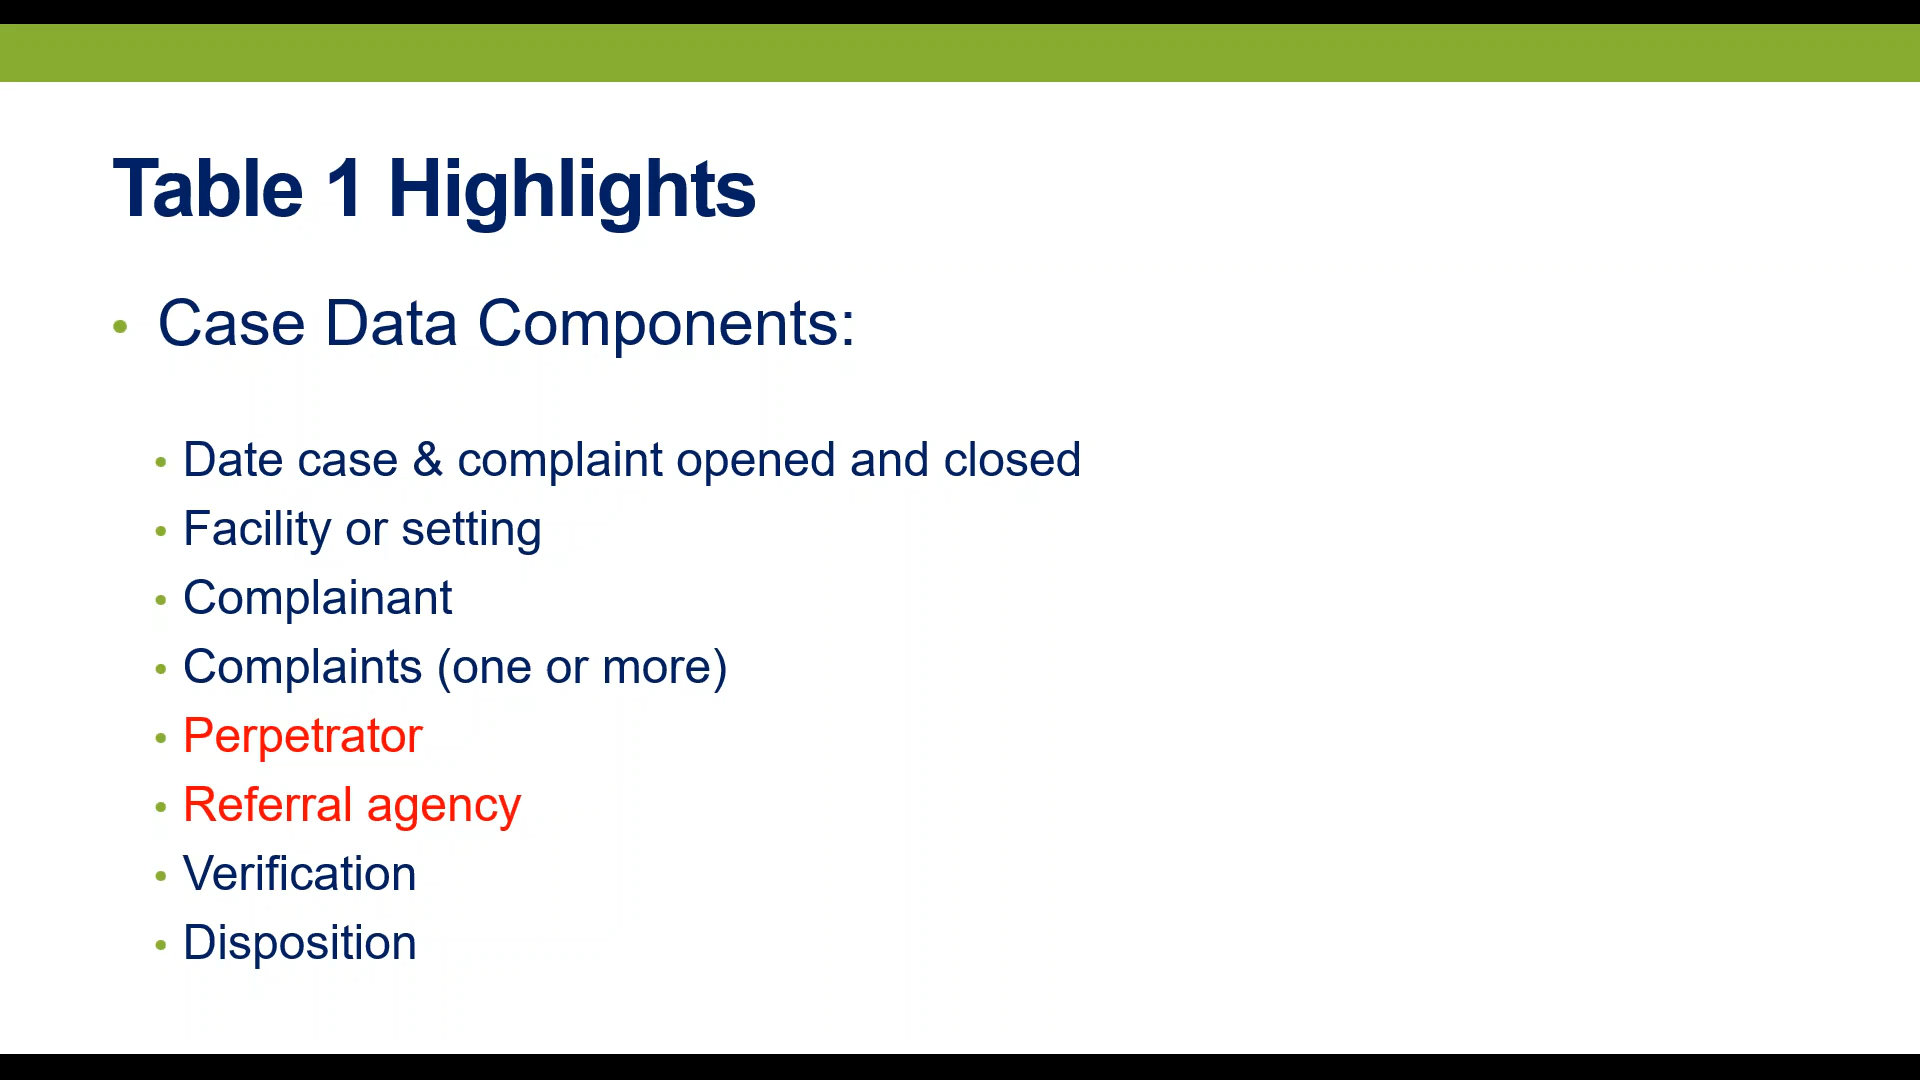 Table 1 Highlights
• Case Data Components:
• Date case & complaint opened and closed
• Facility or setting
• Complainant
• Complaints (one or more)
• Perpetrator
• Referral agency
• Verification
• Disposition